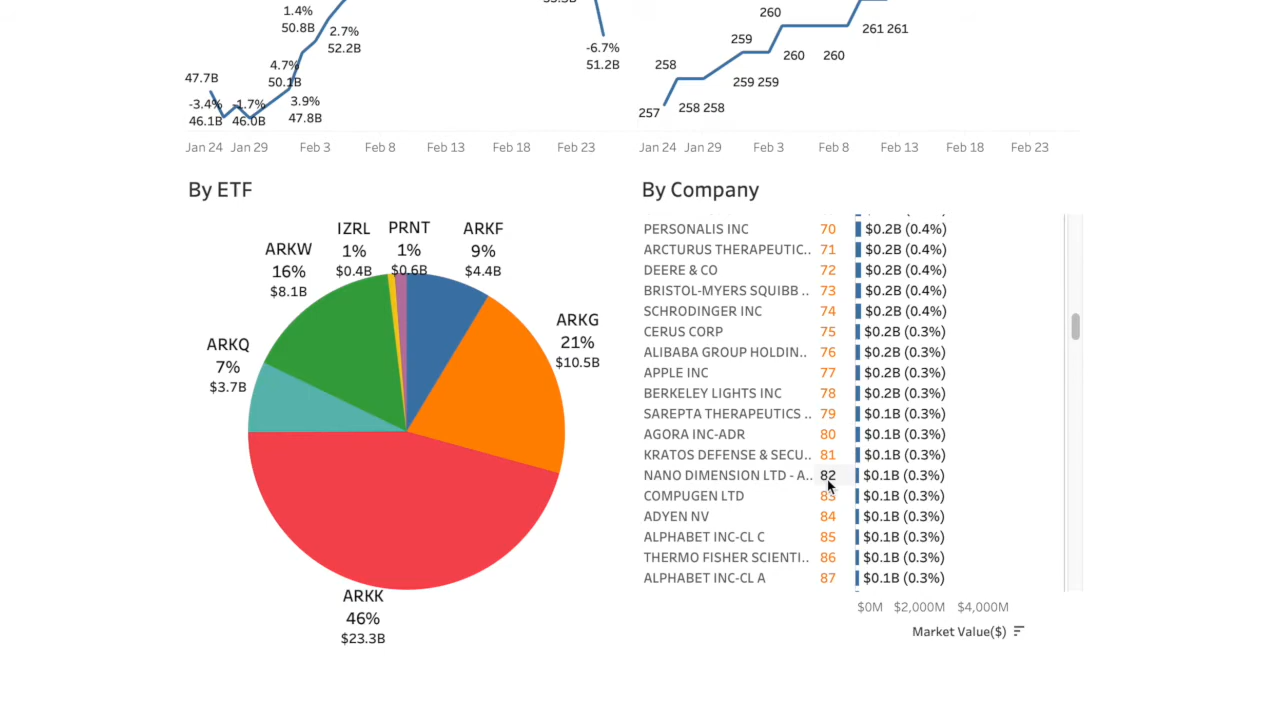 1.4%
50.8B
2.7%
52.2B
4.7%
50.1B
47.7B
-3.4%
46.1B
-1.7%
46.0B
3.9%
47.8B
-6.7%
51.2B
Jan 24 Jan 29 Feb 3 Feb 8 Feb 13 Feb 18 Feb 23
260
261 261
259
260 260
258
259 259
257
258 258
Jan 24 Jan 29 Feb 3 Feb 8 Feb 13 Feb 18 Feb 23
By ETF
IZRL
1%
$0.4B
PRNT
1%
$0.6B
ARKF
9%
$4.4B
ARKW
16%
$8.1B
ARKG
21%
$10.5B
ARKQ
7%
$3.7B
ARKK
46%
$23.3B
By Company
PERSONALIS INC 70 $0.2B (0.4%)
ARCTURUS THERAPEUTIC.. 71 $0.2B (0.4%)
DEERE & CO 72 $0.2B (0.4%)
BRISTOL-MYERS SQUIBB .. 73 $0.2B (0.4%)
SCHRODINGER INC 74 $0.2B (0.4%)
CERUS CORP 75 $0.2B (0.3%)
ALIBABA GROUP HOLDIN.. 76 $0.2B (0.3%)
APPLE INC 77 $0.2B (0.3%)
BERKELEY LIGHTS INC 78 $0.2B (0.3%)
SAREPTA THERAPEUTICS .. 79 $0.1B (0.3%)
AGORA INC-ADR 80 $0.1B (0.3%)
KRATOS DEFENSE & SECU.. 81 $0.1B (0.3%)
NANO DIMENSION LTD - A.. 82 $0.1B (0.3%)
COMPUGEN LTD 83 $0.1B (0.3%)
ADYEN NV 84 $0.1B (0.3%)
ALPHABET INC-CL C 85 $0.1B (0.3%)
THERMO FISHER SCIENTI.. 86 $0.1B (0.3%)
ALPHABET INC-CL A 87 $0.1B (0.3%)
$0M $2,000M $4,000M
Market Value($)